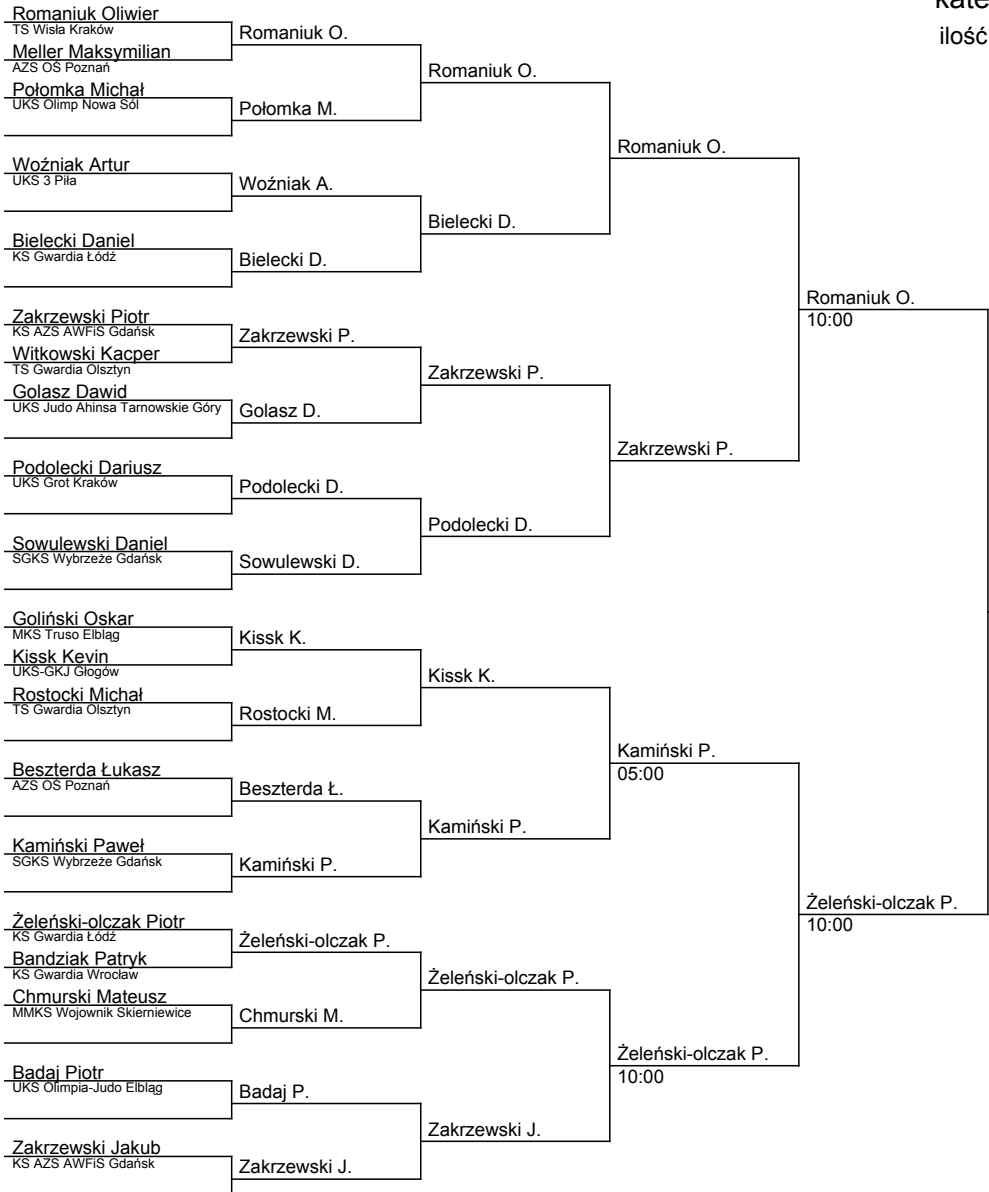 kate
ilość
Romaniuk Oliwier
TS Wisła Kraków
Meller Maksymilian
AZS OŚ Poznań
Połomka Michał
UKS Olimp Nowa Sól
Woźniak Artur
UKS 3 Piła
Bielecki Daniel
KS Gwardia Łódź
Zakrzewski Piotr
KS AZS AWFiS Gdańsk
Witkowski Kacper
TS Gwardia Olsztyn
Golasz Dawid
UKS Judo Ahinsa Tarnowskie Góry
Podolecki Dariusz
UKS Grot Kraków
Sowulewski Daniel
SGKS Wybrzeże Gdańsk
Goliński Oskar
MKS Truso Elbląg
Kissk Kevin
UKS-GKJ Głogów
Rostocki Michał
TS Gwardia Olsztyn
Beszterda Łukasz
AZS OŚ Poznań
Kamiński Paweł
SGKS Wybrzeże Gdańsk
Żeleński-olczak Piotr
KS Gwardia Łódź
Bandziak Patryk
KS Gwardia Wrocław
Chmurski Mateusz
MMKS Wojownik Skierniewice
Badaj Piotr
UKS Olimpia-Judo Elbląg
Zakrzewski Jakub
KS AZS AWFiS Gdańsk
Romaniuk O.
Połomka M.
Woźniak A.
Bielecki D.
Zakrzewski P.
Golasz D.
Podolecki D.
Sowulewski D.
Kissk K.
Rostocki M.
Beszterda Ł.
Kamiński P.
Żeleński-olczak P.
Chmurski M.
Badaj P.
Zakrzewski J.
Romaniuk O.
Bielecki D.
Zakrzewski P.
Podolecki D.
Kissk K.
Kamiński P.
Żeleński-olczak P.
Zakrzewski J.
Romaniuk O.
Zakrzewski P.
Kamiński P.
05:00
Żeleński-olczak P.
10:00
Romaniuk O.
10:00
Żeleński-olczak P.
10:00